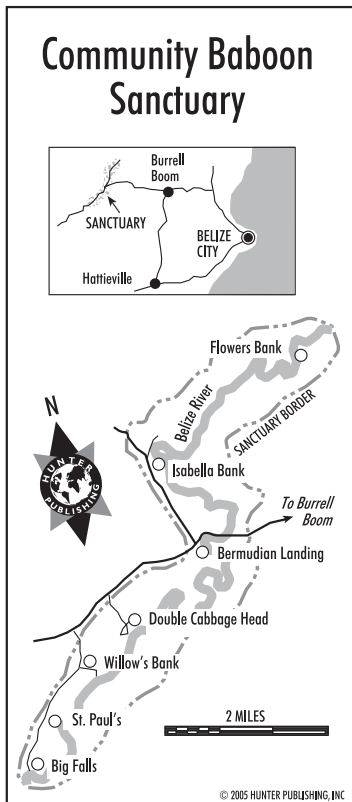 Community Baboon
Sanctuary
Burrell
Boom
SANCTUARY
BELIZE
CITY
Hattieville
Flowers Bank
Belize River
SANCTUARY BORDER
N
HUNTER
PUBLISHING
Isabella Bank
To Burrell
Boom
Bermudian Landing
Double Cabbage Head
Willow's Bank
St. Paul's
2 MILES
Big Falls
© 2005 HUNTER PUBLISHING, INC